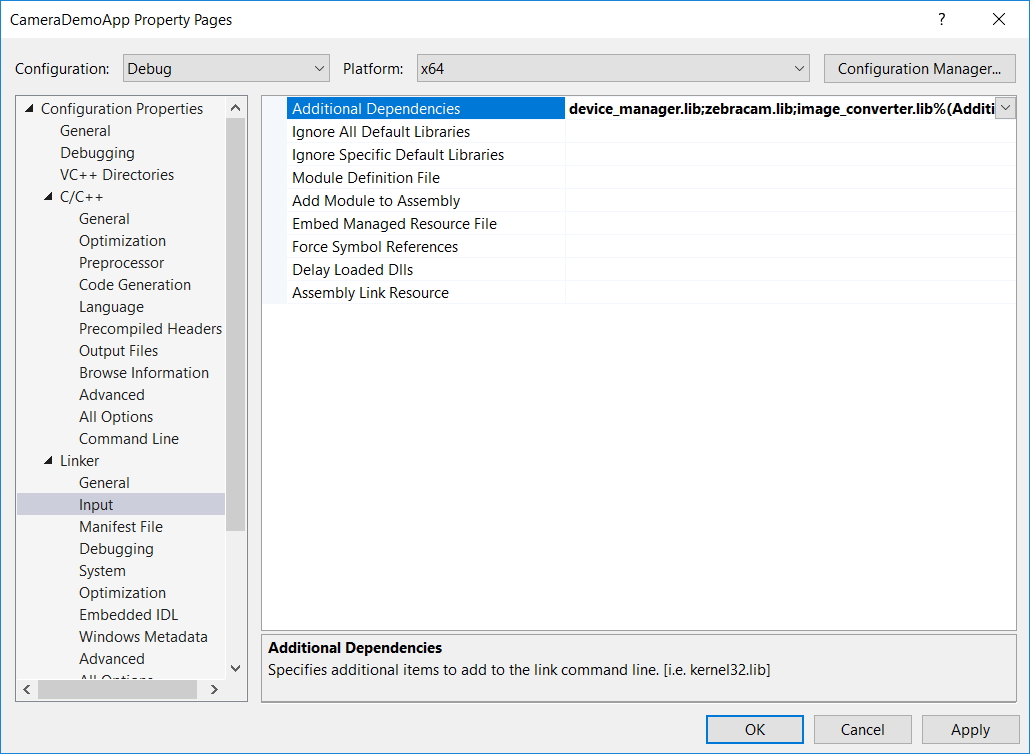 CameraDemoApp Property Pages
?
Configuration: Debug Platform: x64 Configuration Manager...
Configuration Properties
General
Debugging
VC++ Directories
C/C++
General
Optimization
Preprocessor
Code Generation
Language
Precompiled Headers
Output Files
Browse Information
Advanced
All Options
Command Line
Linker
General
Input
Manifest File
Debugging
System
Optimization
Embedded IDL
Windows Metadata
Advanced
All Options
Additional Dependencies device_manager.lib;zebracam.lib;image_converter.lib%(Additi
Ignore All Default Libraries
Ignore Specific Default Libraries
Module Definition File
Add Module to Assembly
Embed Managed Resource File
Force Symbol References
Delay Loaded Dlls
Assembly Link Resource
Additional Dependencies
Specifies additional items to add to the link command line. [i.e. kernel32.lib]
OK Cancel Apply